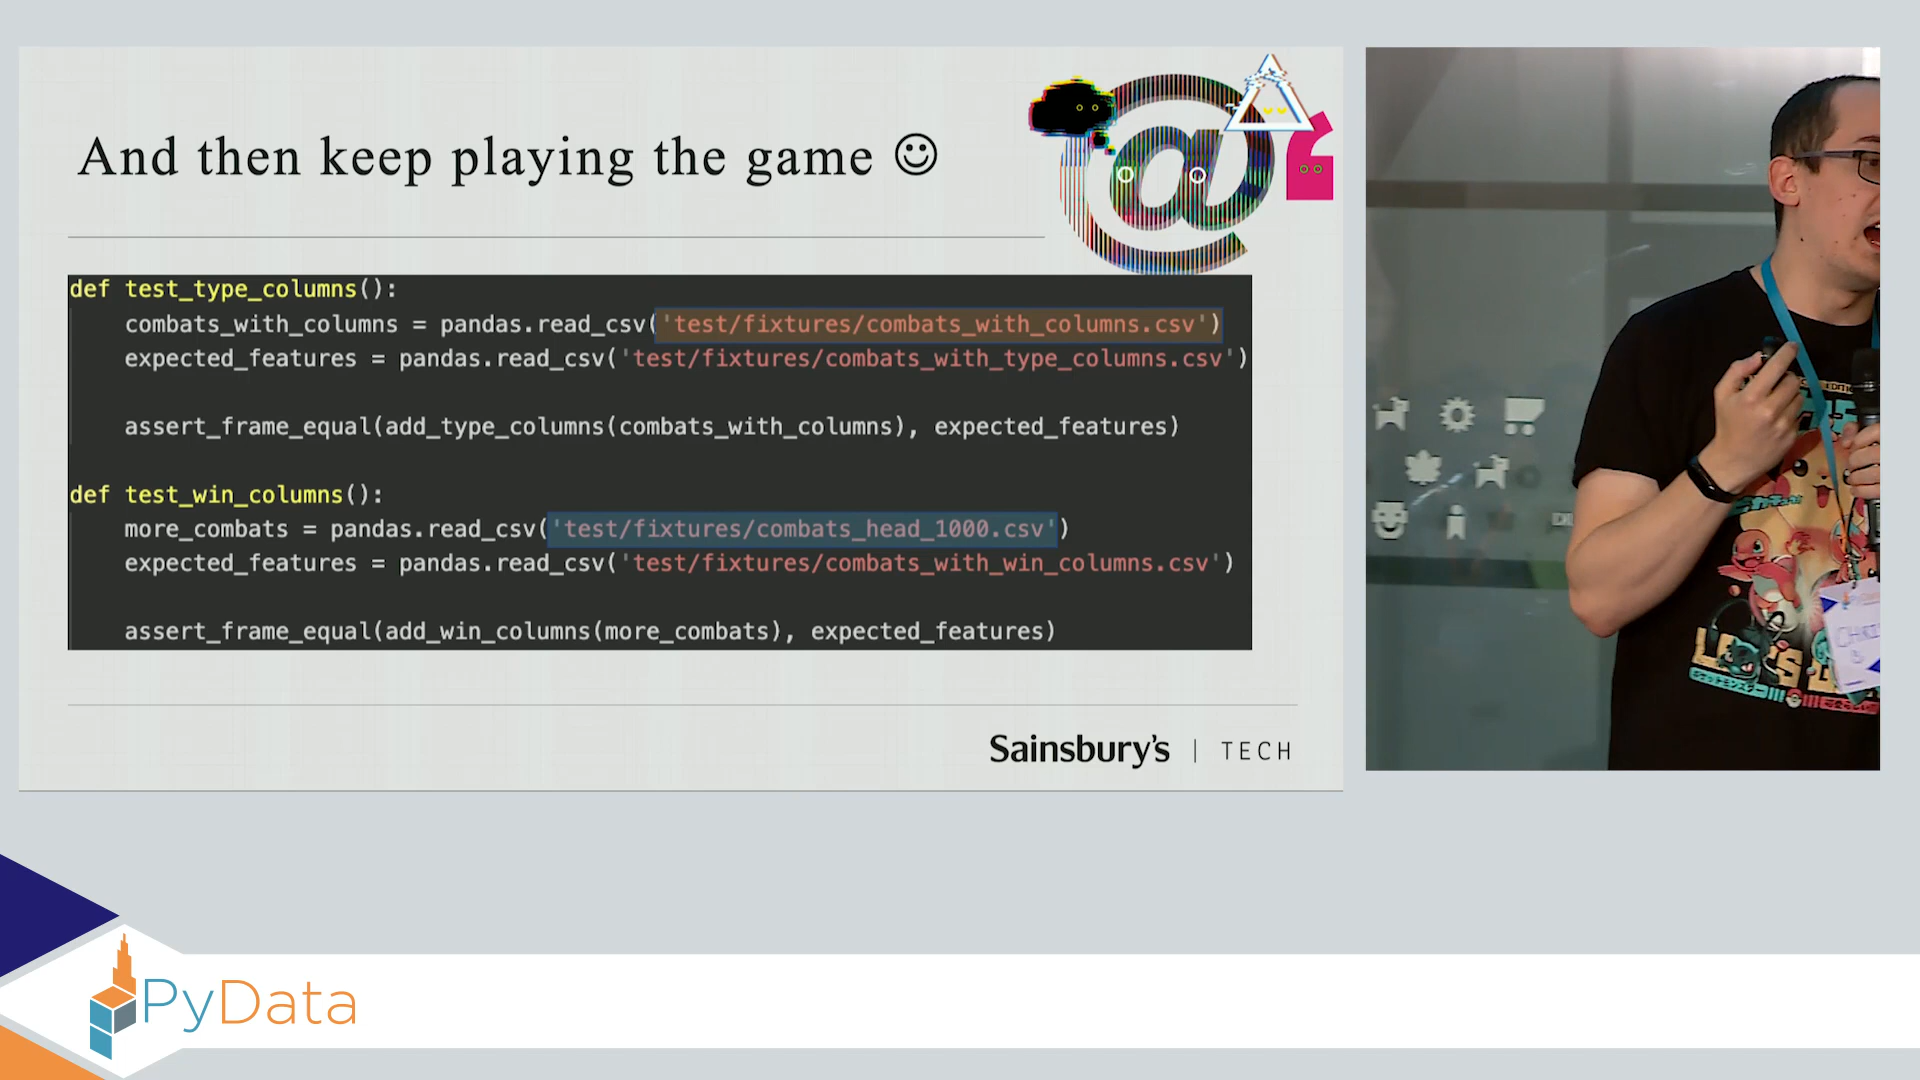 And then keep playing the game ☺
def test_type_columns():
combats_with_columns = pandas.read_csv('test/fixtures/combats_with_columns.csv')
expected_features = pandas.read_csv('test/fixtures/combats_with_type_columns.csv')
assert_frame_equal(add_type_columns(combats_with_columns), expected_features)
def test_win_columns():
more_combats = pandas.read_csv('test/fixtures/combats_head_1000.csv')
expected_features = pandas.read_csv('test/fixtures/combats_with_win_columns.csv')
assert_frame_equal(add_win_columns(more_combats), expected_features)
Sainsbury's | TECH
PyData